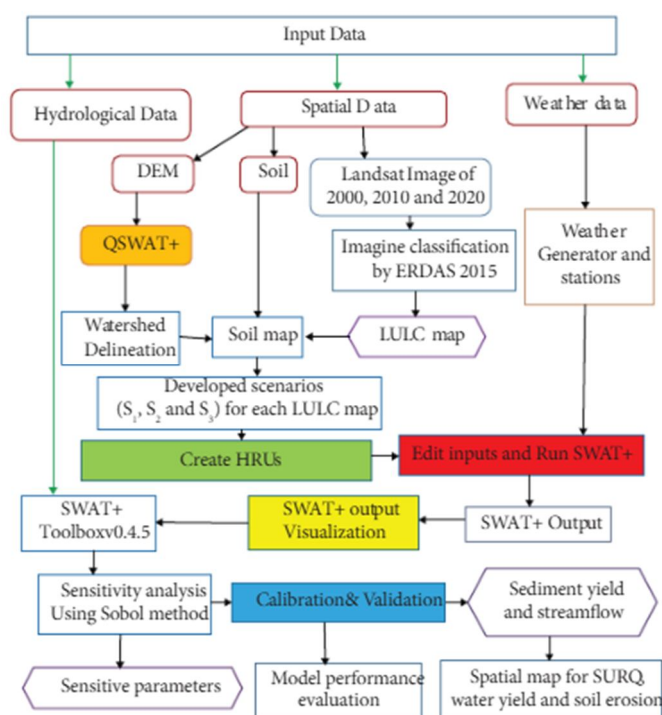 Input Data
Hydrological Data
Spatial D ata
Weather data
DEM
Soil
Landsat Image of
2000, 2010 and 2020
QSWAT+
Imagine classification
by ERDAS 2015
Weather
Generator and
stations
Watershed
Delineation
Soil map
LULC map
Developed scenarios
(S₁, S₂ and S₃) for each LULC map
Create HRUs
Edit inputs and Run SWAT+
SWAT+
Toolboxv0.4.5
SWAT+ output
Visualization
SWAT+ Output
Sensitivity analysis
Using Sobol method
Calibration& Validation
Sediment yield
and streamflow
Sensitive parameters
Model performance
evaluation
Spatial map for SURQ,
water yield and soil erosion